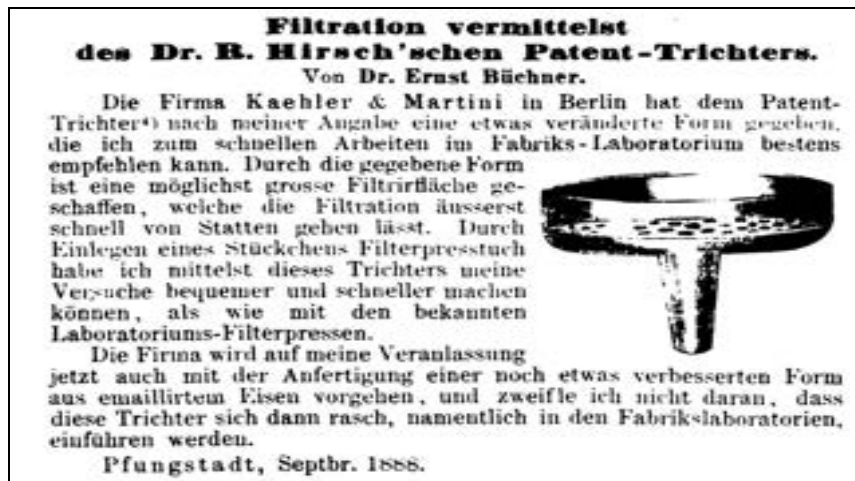 Filtration vermittelst
des Dr. R. Hirsch'schen Patent-Trichters.
Von Dr. Ernst Büchner.
Die Firma Kaehler & Martini in Berlin hat dem Patent-
Trichter⁴) nach meiner Angabe eine etwas veränderte Form gegeben,
die ich zum schnellen Arbeiten im Fabriks-Laboratorium bestens
empfehlen kann. Durch die gegebene Form
ist eine möglichst grosse Filtrirfläche ge-
schaffen, welche die Filtration äusserst
schnell von Statten gehen lässt. Durch
Einlegen eines Stückchens Filterpresstuch
habe ich mittelst dieses Trichters meine
Versuche bequemer und schneller machen
können, als wie mit den bekannten
Laboratoriums-Filterpressen.
Die Firma wird auf meine Veranlassung
jetzt auch mit der Anfertigung einer noch etwas verbesserten Form
aus emaillirtem Eisen vorgehen, und zweifle ich nicht daran, dass
diese Trichter sich dann rasch, namentlich in den Fabrikslaboratorien,
einführen werden.
Pfungstadt, Septbr. 1888.